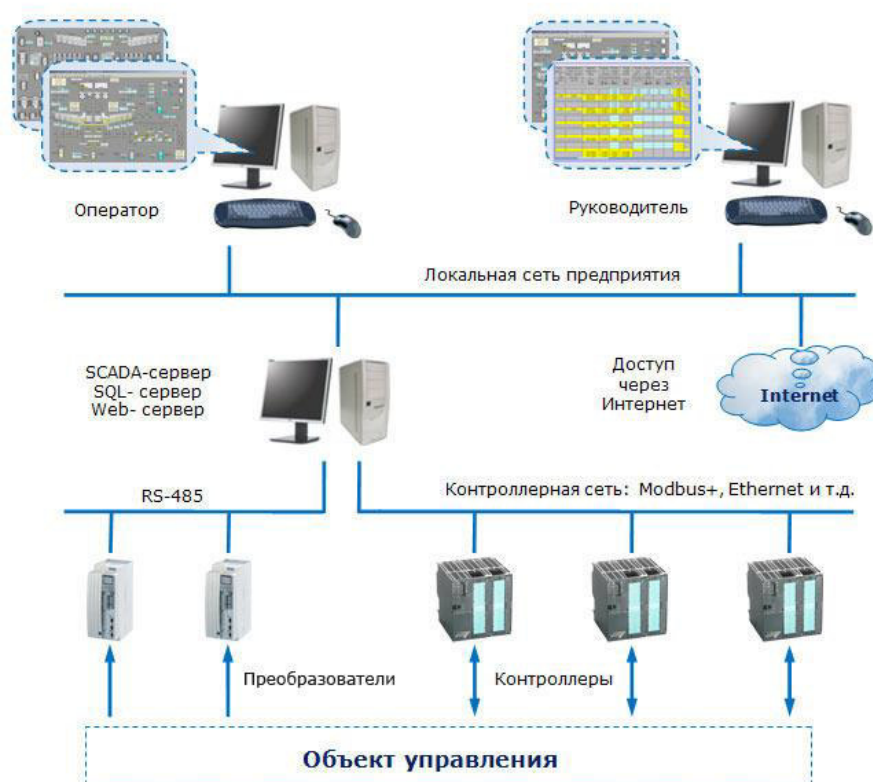 Оператор
Руководитель
Локальная сеть предприятия
SCADA-сервер
SQL- сервер
Web- сервер
Доступ
через
Интернет
Internet
RS-485
Контроллерная сеть: Modbus+, Ethernet и т.д.
Преобразователи
Контроллеры
Объект управления